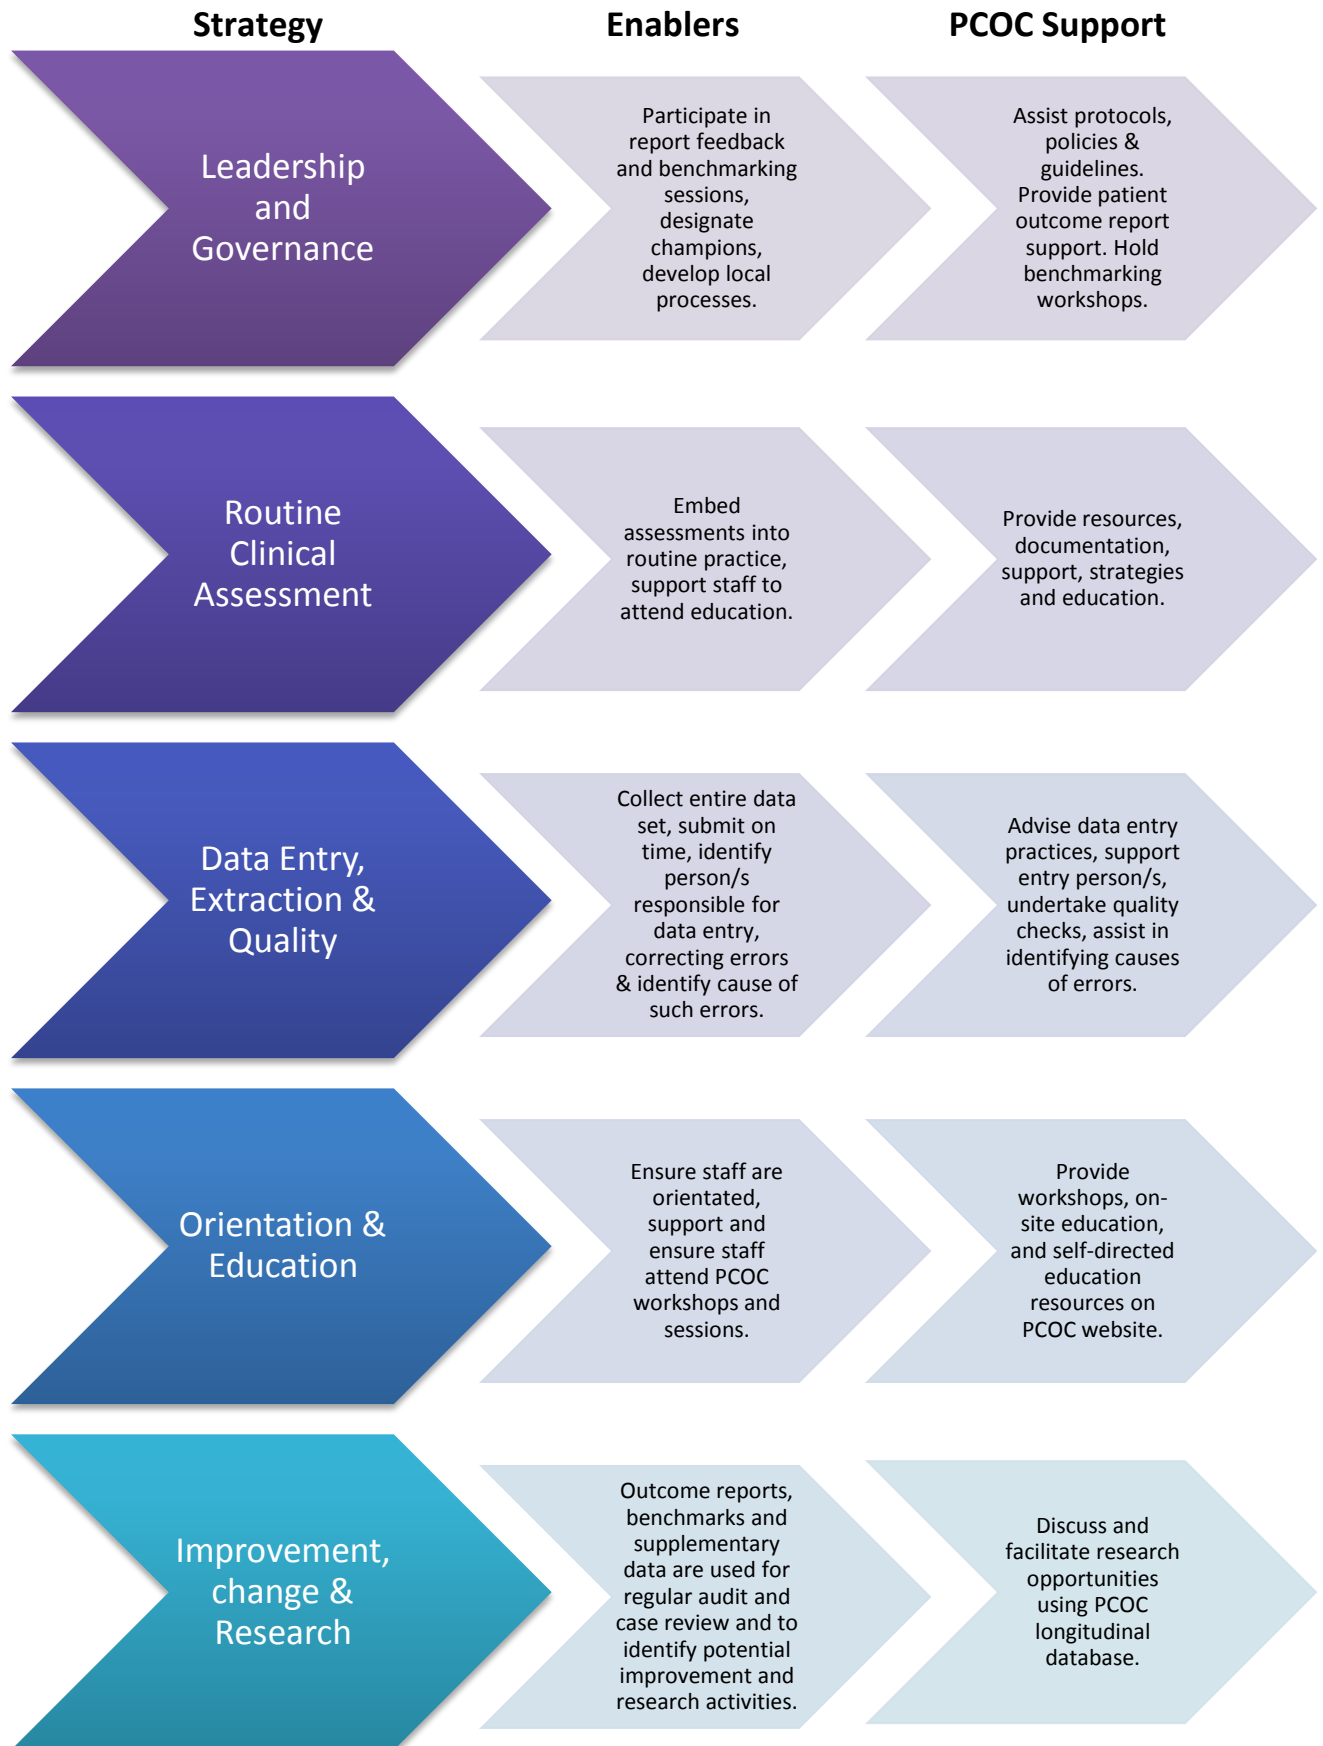 Strategy
Enablers
PCOC Support
Leadership
and
Governance
Participate in
report feedback
and benchmarking
sessions,
designate
champions,
develop local
processes.
Assist protocols,
policies &
guidelines.
Provide patient
outcome report
support. Hold
benchmarking
workshops.
Routine
Clinical
Assessment
Embed
assessments into
routine practice,
support staff to
attend education.
Provide resources,
documentation,
support, strategies
and education.
Data Entry,
Extraction &
Quality
Collect entire data
set, submit on
time, identify
person/s
responsible for
data entry,
correcting errors
& identify cause of
such errors.
Advise data entry
practices, support
entry person/s,
undertake quality
checks, assist in
identifying causes
of errors.
Orientation &
Education
Ensure staff are
orientated,
support and
ensure staff
attend PCOC
workshops and
sessions.
Provide
workshops, on-
site education,
and self-directed
education
resources on
PCOC website.
Improvement,
change &
Research
Outcome reports,
benchmarks and
supplementary
data are used for
regular audit and
case review and to
identify potential
improvement and
research activities.
Discuss and
facilitate research
opportunities
using PCOC
longitudinal
database.